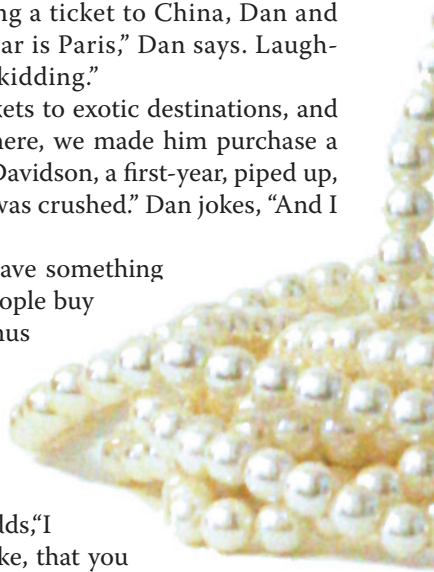 ng a ticket to China, Dan and
ar is Paris,” Dan says. Laugh-
kidding.”
kets to exotic destinations, and
here, we made him purchase a
Davidson, a first-year, piped up,
was crushed.” Dan jokes, “And I
ave something
ople buy
nus
lds,“I
ke, that you